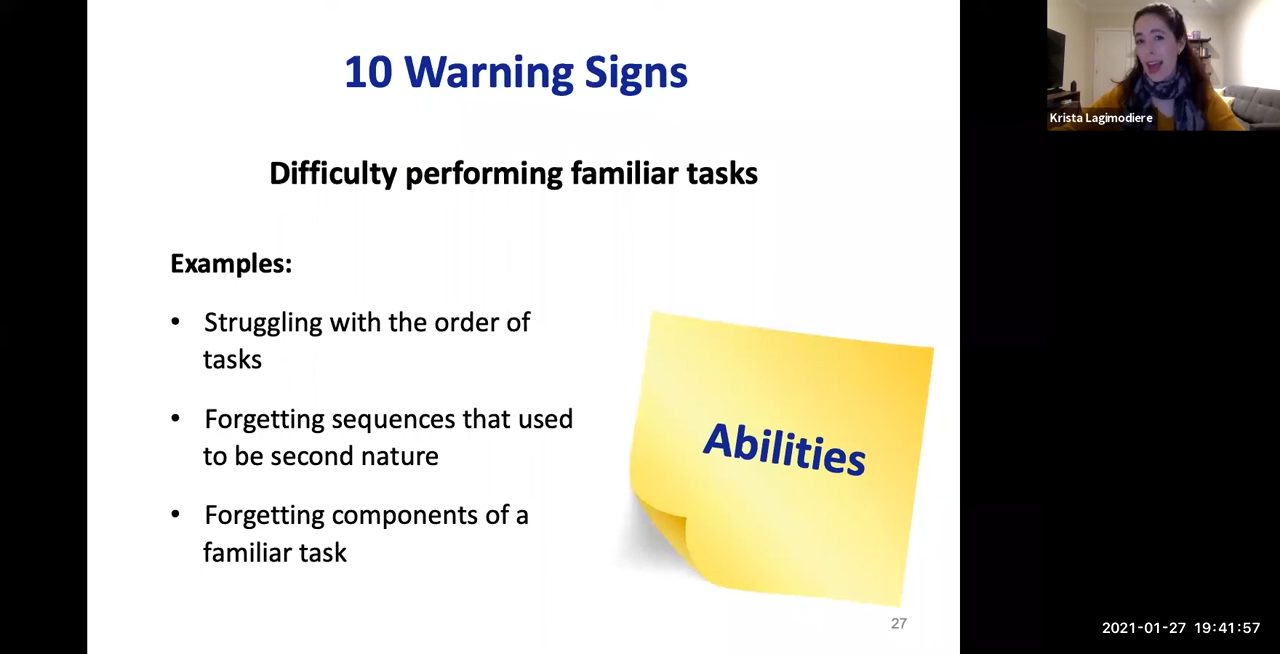 10 Warning Signs
Krista Lagimodiere
Difficulty performing familiar tasks
Examples:
• Struggling with the order of
tasks
• Forgetting sequences that used
to be second nature
• Forgetting components of a
familiar task
Abilities
27
2021-01-27 19:41:57